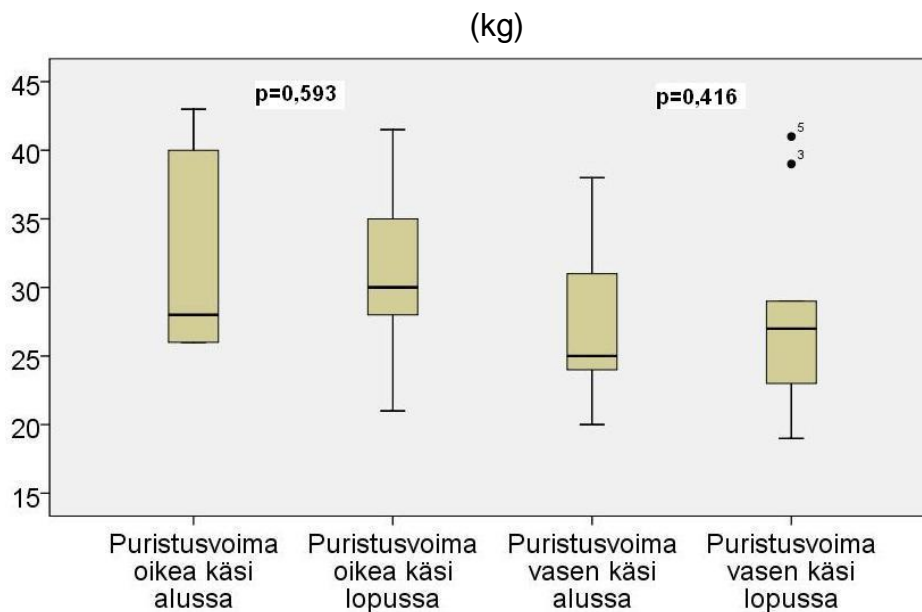 (kg)
p=0,593
p=0,416
45
40
35
30
25
20
15
5
3
Puristusvoima
oikea käsi
alussa
Puristusvoima
oikea käsi
lopussa
Puristusvoima
vasen käsi
alussa
Puristusvoima
vasen käsi
lopussa